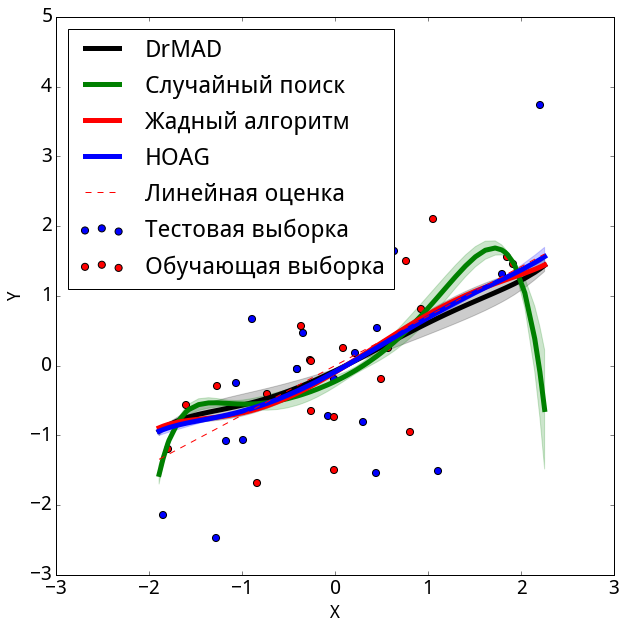 5
4
3
2
1
0
−1
−2
−3
Y
DrMAD
Случайный поиск
Жадный алгоритм
HOAG
Линейная оценка
Тестовая выборка
Обучающая выборка
−3 −2 −1 0 1 2 3
X